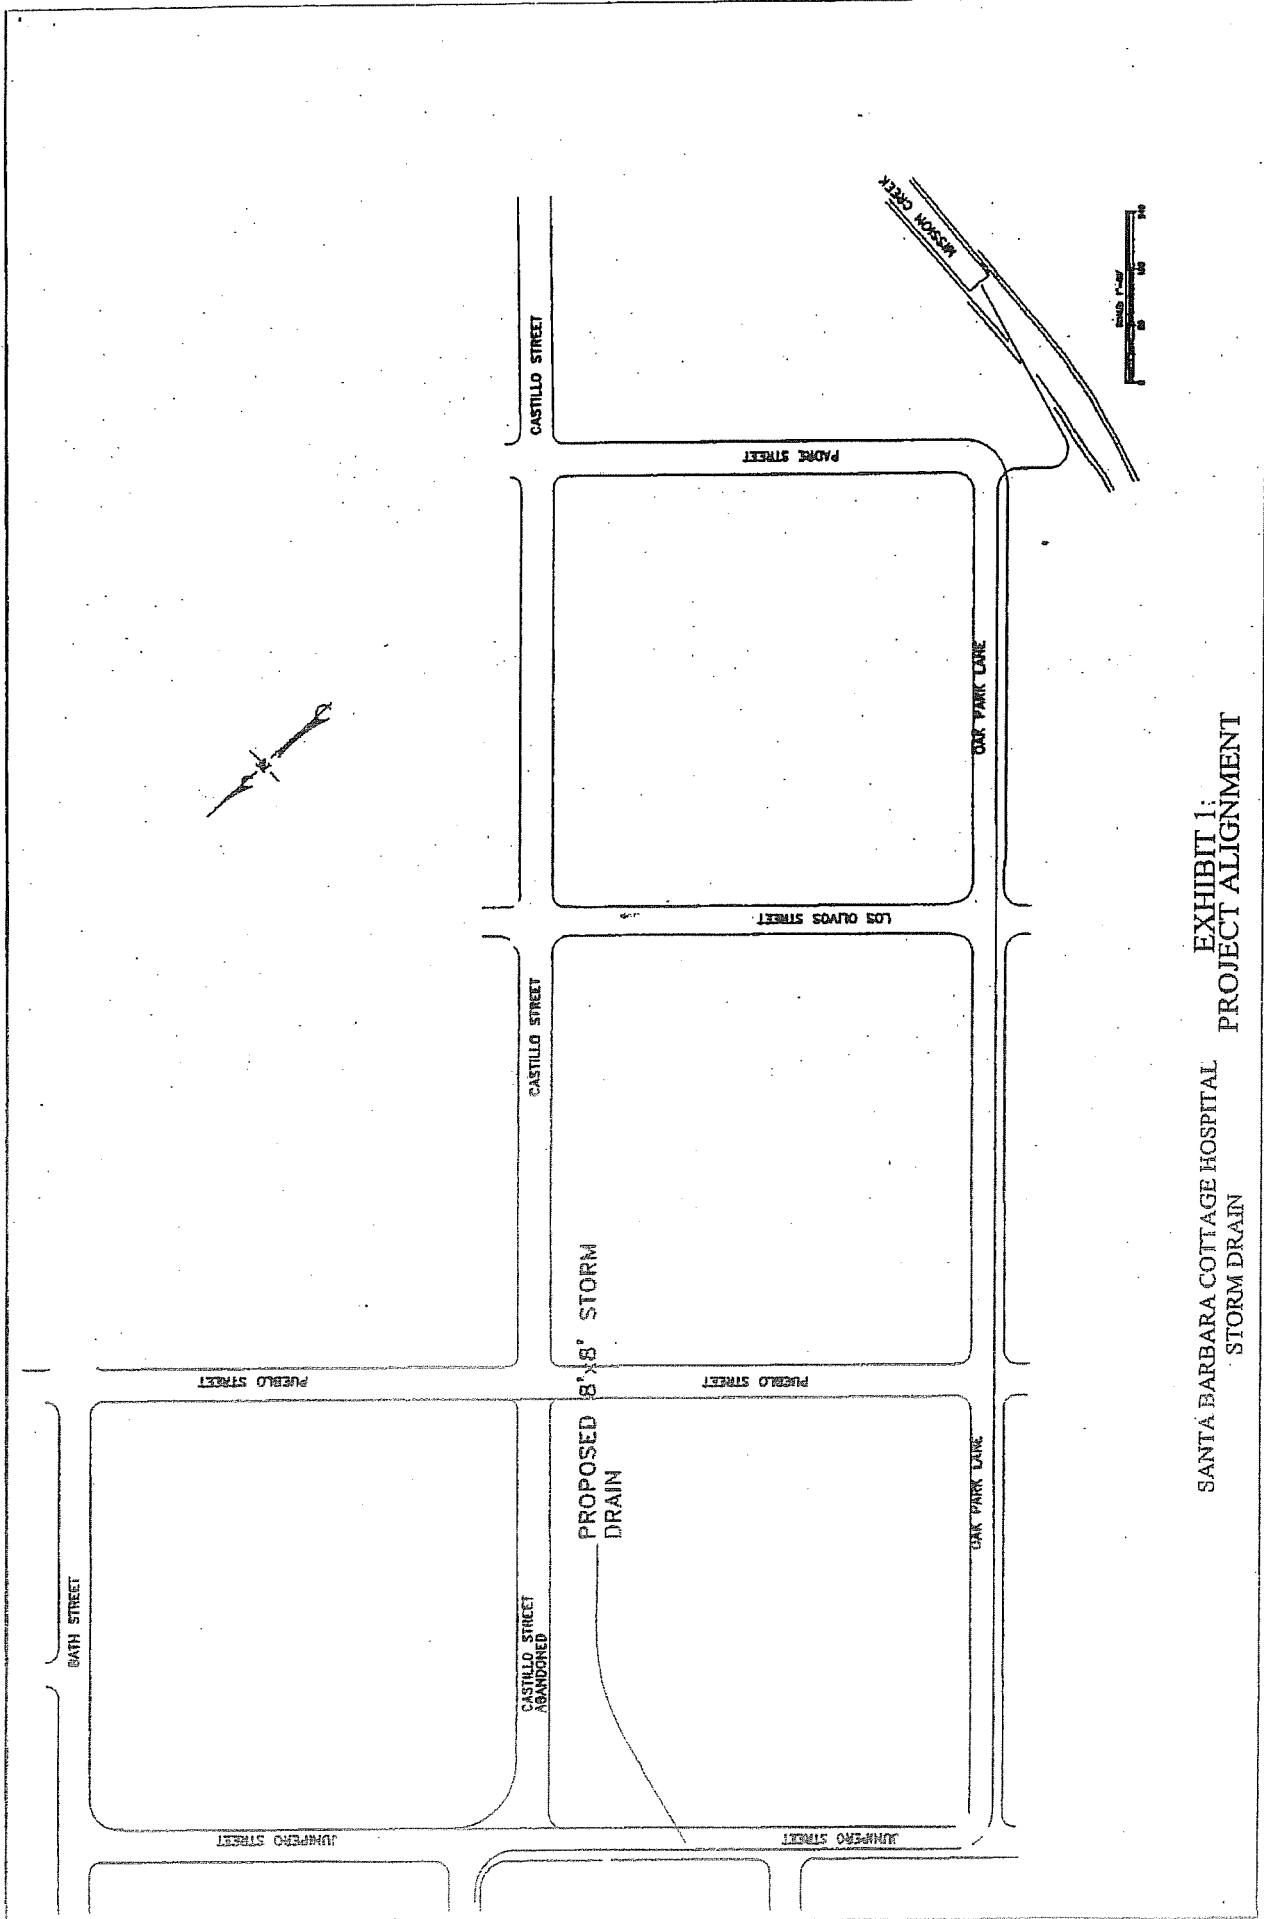 MISSION CREEK
0
80
CASTILLO STREET
PADRE STREET
OAK PARK LANE
LOS OLIVOS STREET
CASTILLO STREET
PUEBLO STREET
PUEBLO STREET
PROPOSED 8'x8' STORM
DRAIN
OAK PARK LANE
BATH STREET
CASTILLO STREET
ABANDONED
JUNIPERO STREET
JUNIPERO STREET
SANTA BARBARA COTTAGE HOSPITAL
STORM DRAIN
EXHIBIT 1:
PROJECT ALIGNMENT